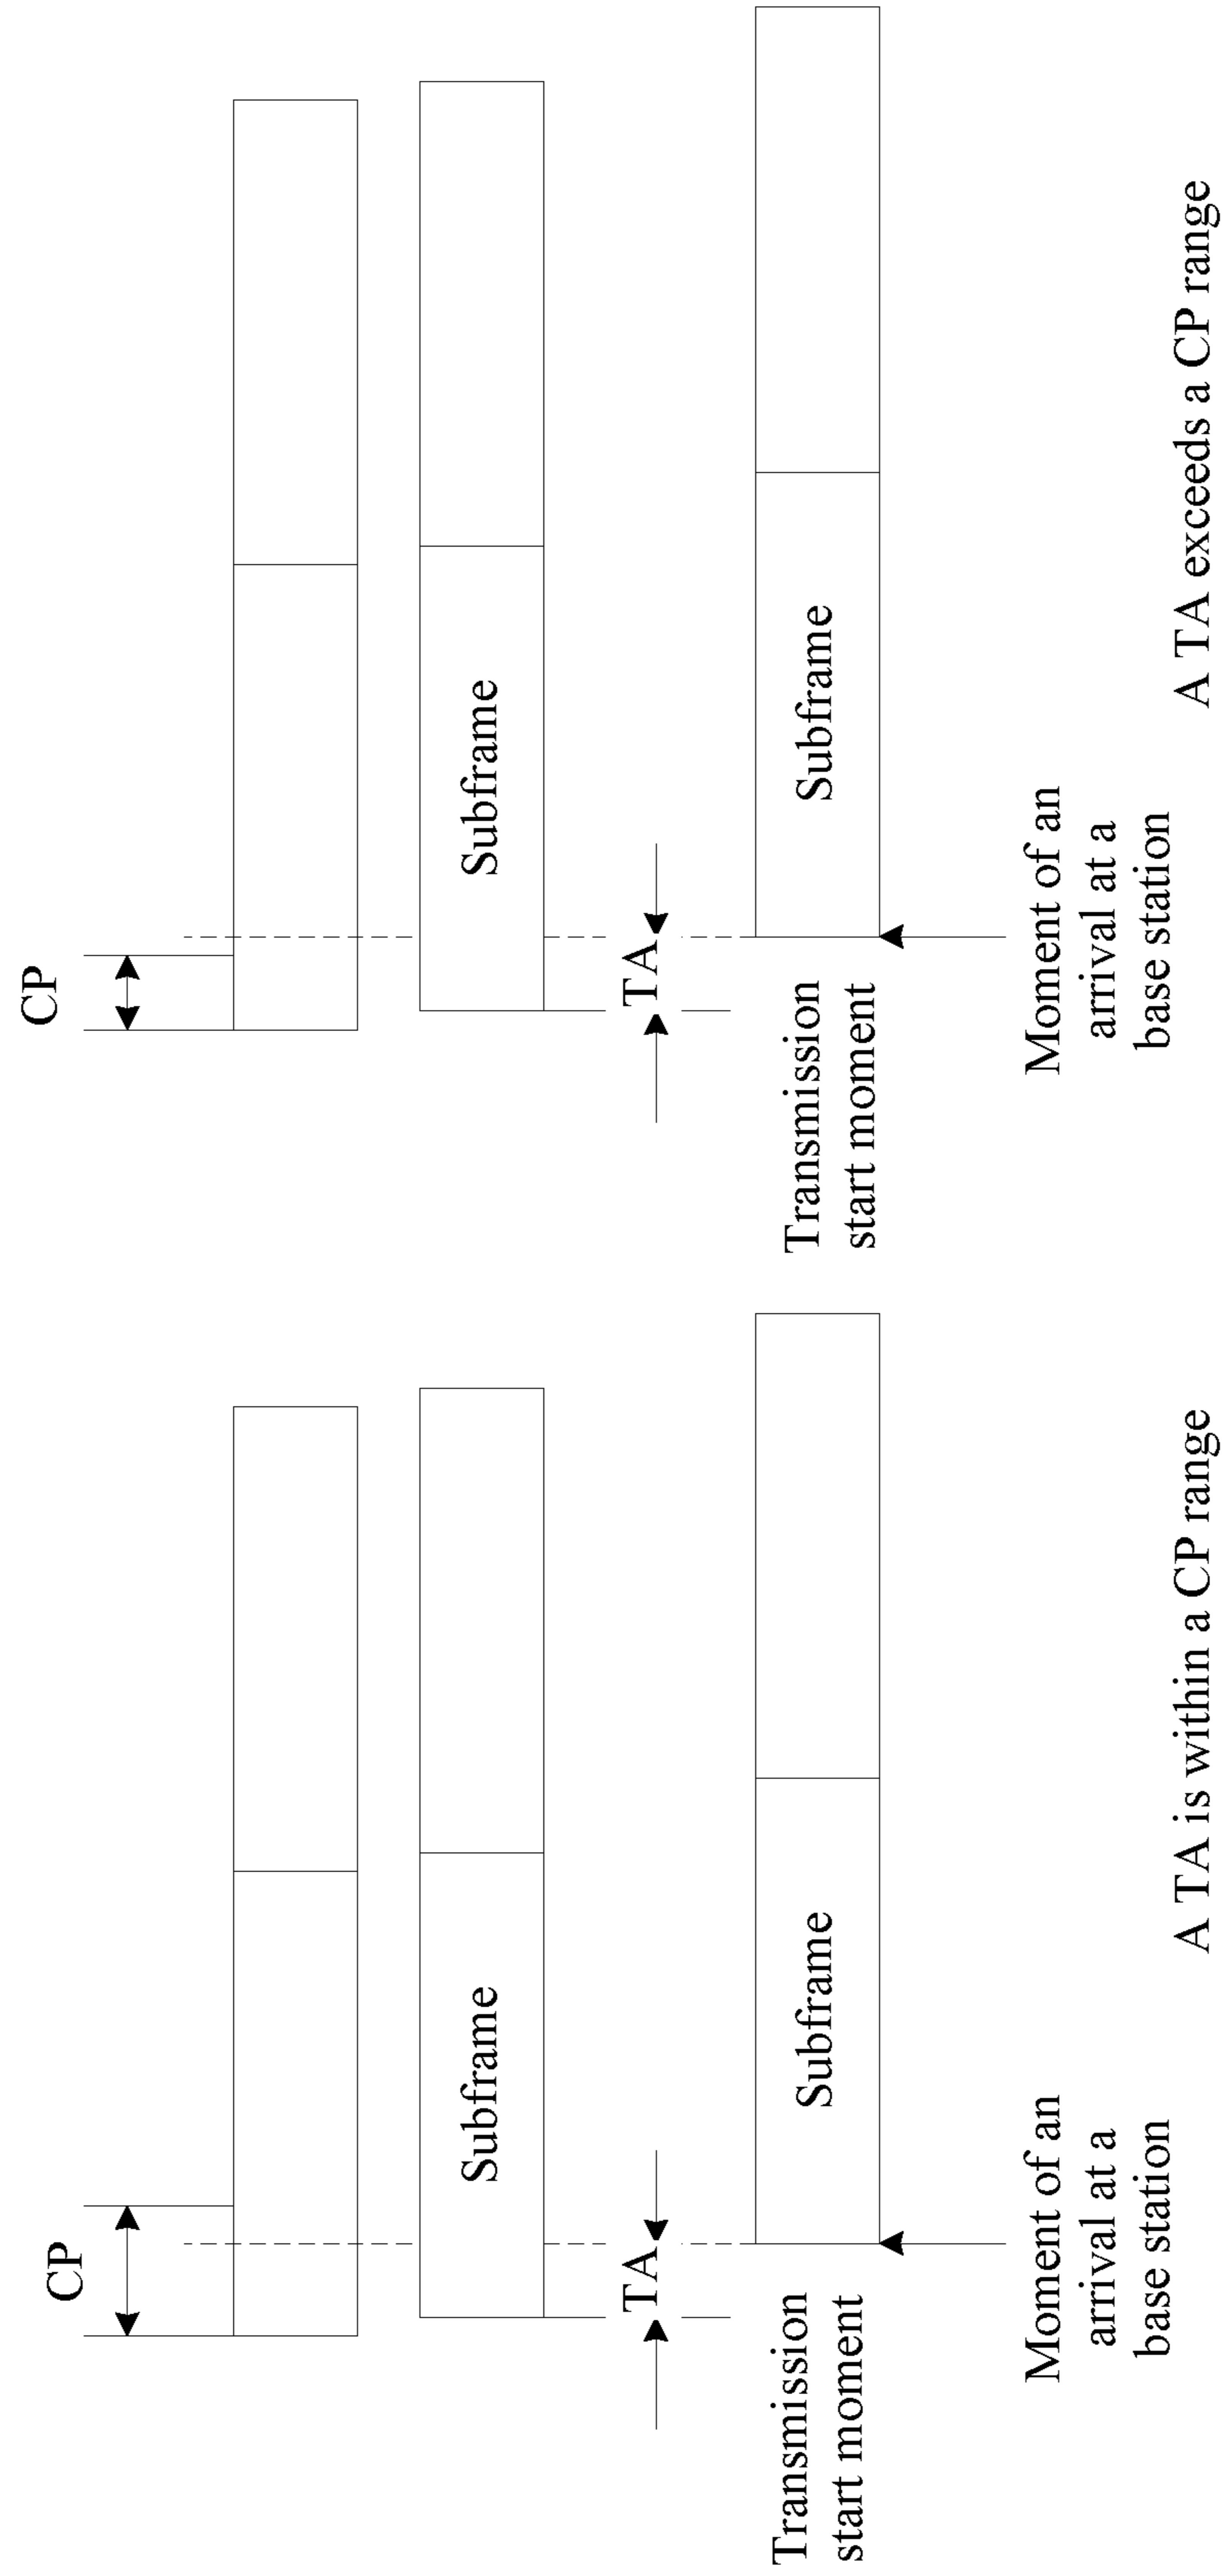 CP
Subframe
TA
Transmission
start moment
Subframe
Moment of an
arrival at a
base station
A TA is within a CP range
CP
Subframe
TA
Transmission
start moment
Subframe
Moment of an
arrival at a
base station
A TA exceeds a CP range